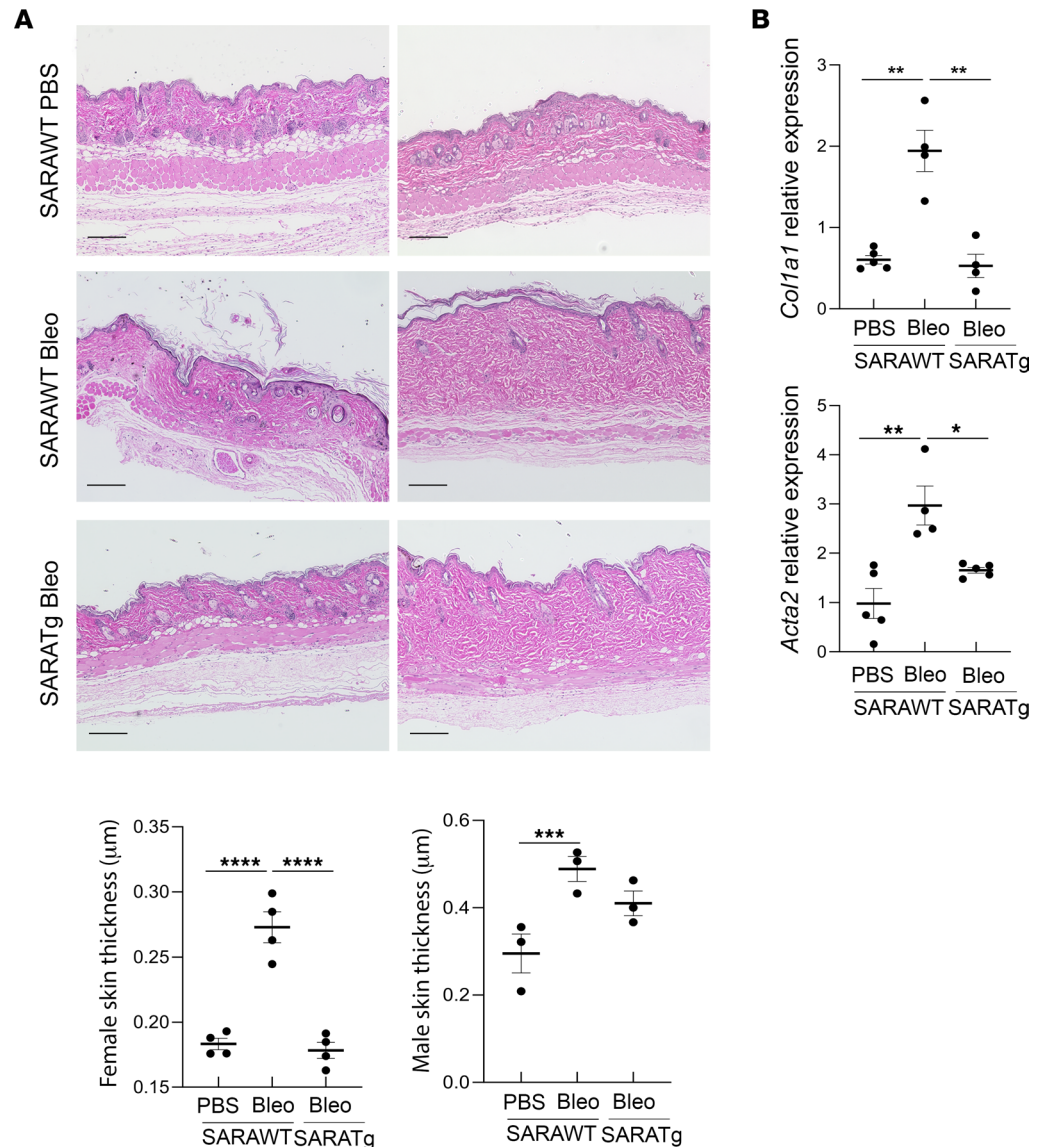 A
SARAWT PBS
SARAWT Bleo
SARATg Bleo
Female skin thickness (μm)
0.35
0.30
0.25
0.20
0.15
**** ****
PBS Bleo Bleo
SARAWT SARATg
Male skin thickness (μm)
0.6
0.4
0.2
0.0
***
PBS Bleo Bleo
SARAWT SARATg
B
Col1a1 relative expression
3
2
1
0
** **
PBS Bleo Bleo
SARAWT SARATg
Acta2 relative expression
5
4
3
2
1
0
** *
PBS Bleo Bleo
SARAWT SARATg